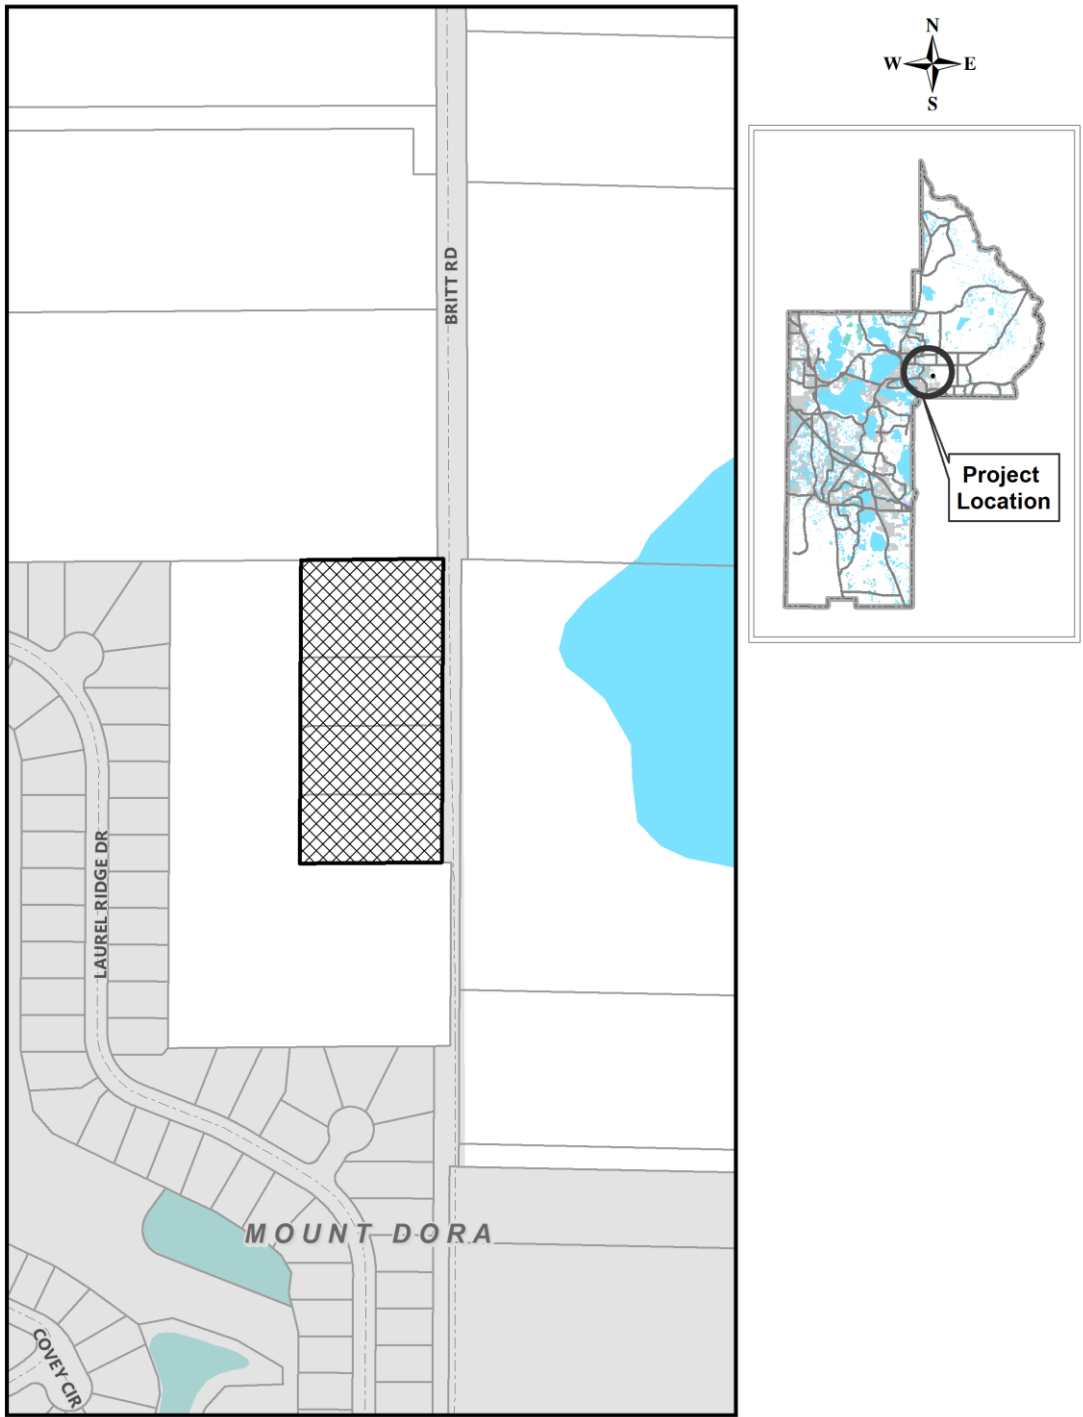 N
W E
S
BRITT RD
Project
Location
LAUREL RIDGE DR
MOUNT DORA
COVEY CIR